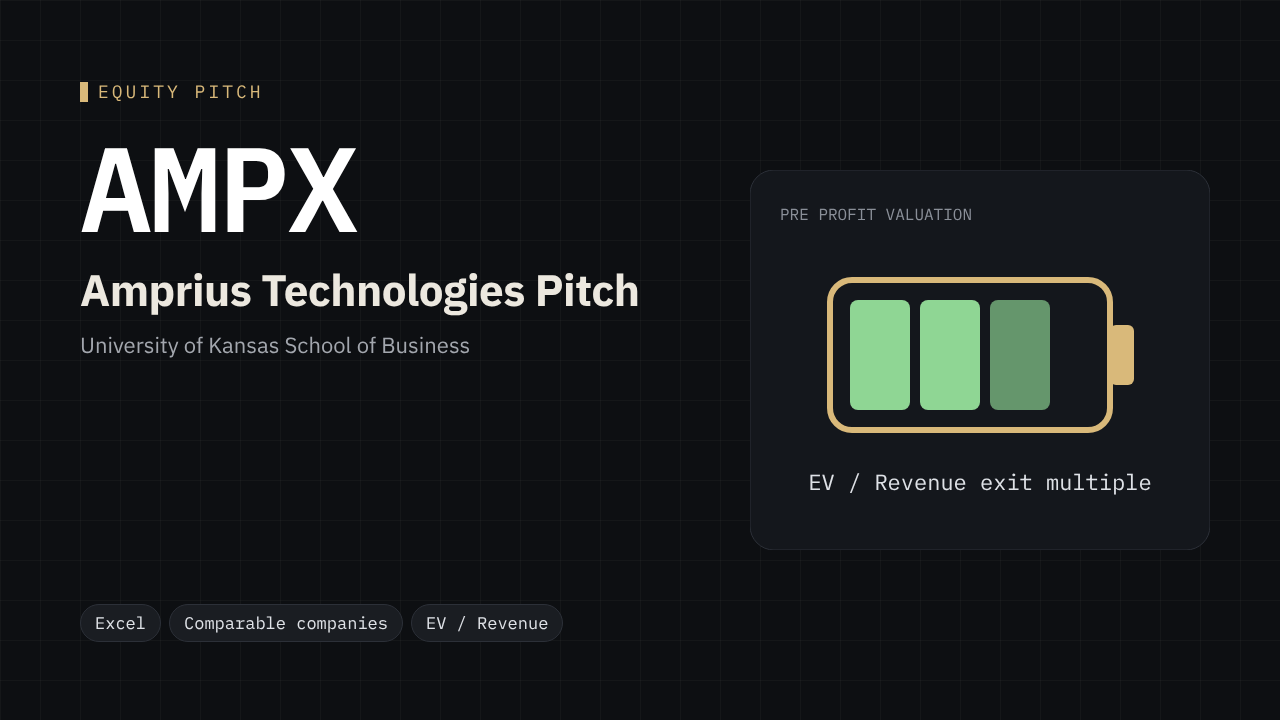 EQUITY PITCH
AMPX
Amprius Technologies Pitch
University of Kansas School of Business
PRE PROFIT VALUATION
EV / Revenue exit multiple
Excel
Comparable companies
EV / Revenue